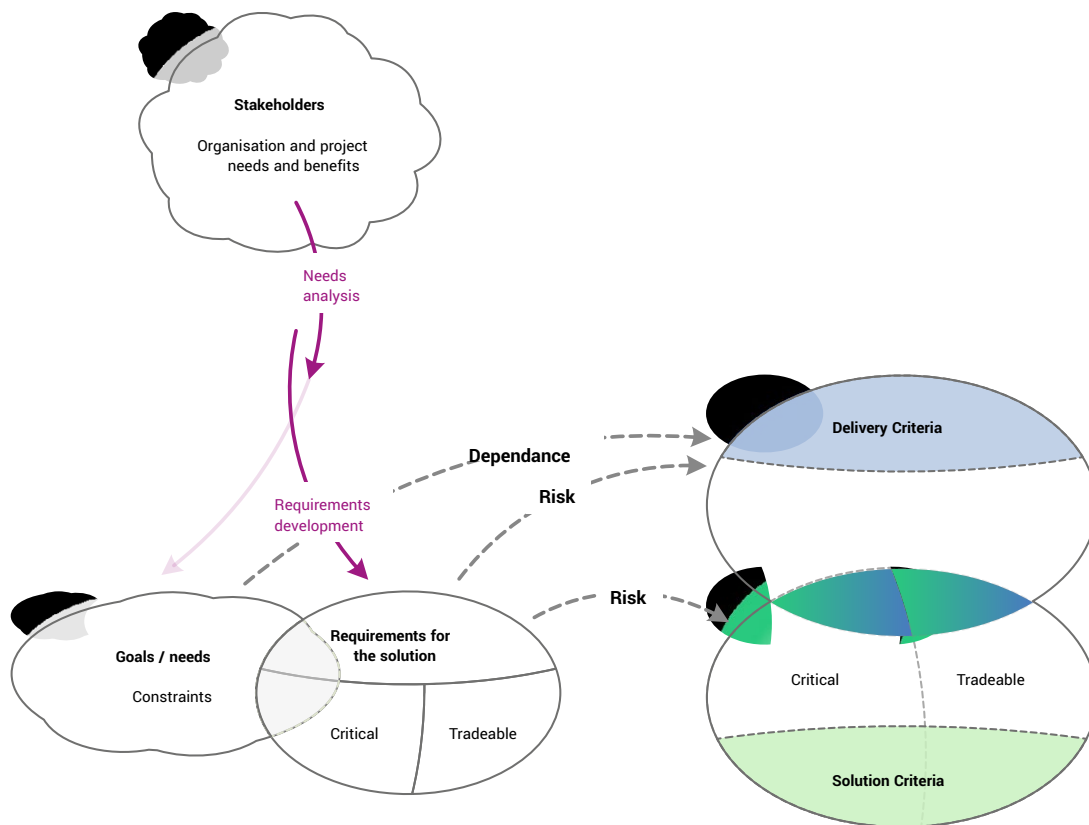 Stakeholders
Organisation and project
needs and benefits
Needs
analysis
Delivery Criteria
Dependance
Risk
Requirements
development
Risk
Requirements for
the solution
Goals / needs
Constraints
Critical
Tradeable
Critical
Tradeable
Solution Criteria